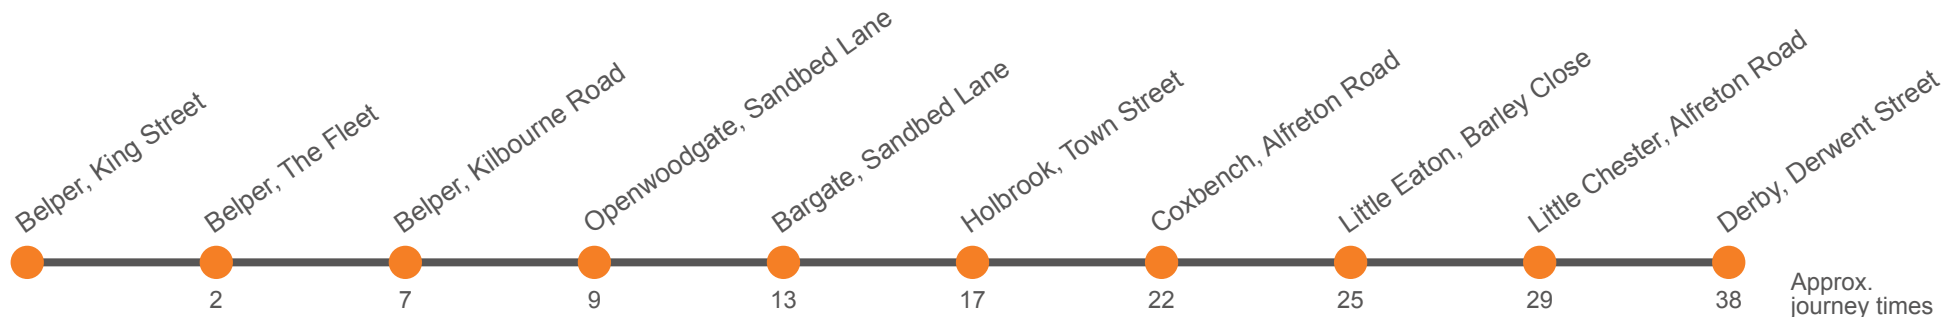 Belper, King Street
Belper, The Fleet
Belper, Kilbourne Road
Openwoodgate, Sandbed Lane
Bargate, Sandbed Lane
Holbrook, Town Street
Coxbench, Alfreton Road
Little Eaton, Barley Close
Little Chester, Alfreton Road
Derby, Derwent Street
2 7 9 13 17 22 25 29 38
Approx.
journey times